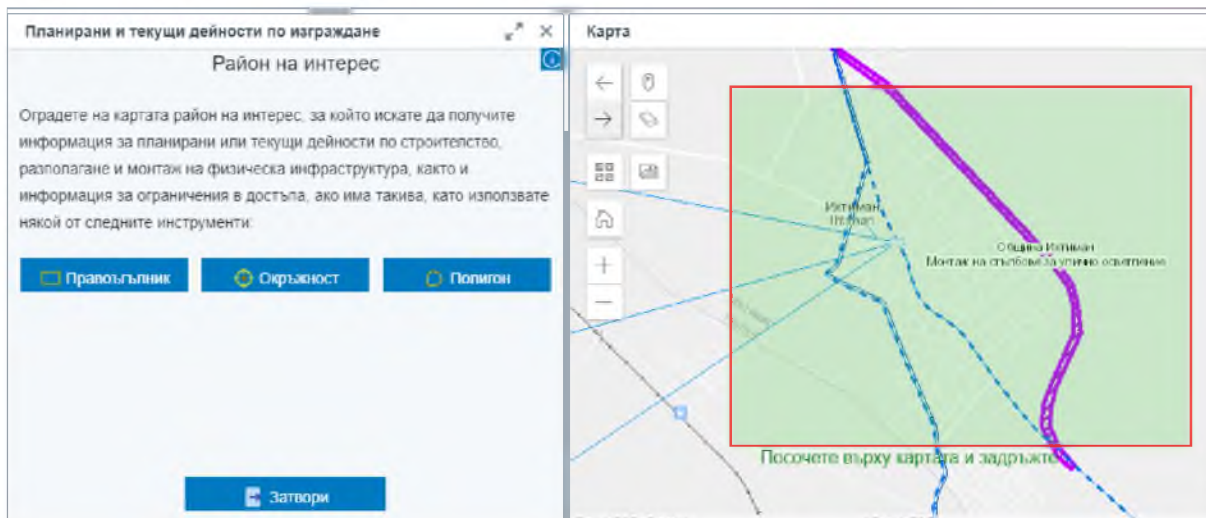 Планирани и текущи дейности по изграждане
Район на интерес
Оградете на картата район на интерес, за който искате да получите
информация за планирани или текущи дейности по строителство,
разполагане и монтаж на физическа инфраструктура, както и
информация за ограничения в достъпа, ако има такива, като използвате
някой от следните инструменти:
Правоъгълник
Окръжност
Полигон
Затвори
Карта
Ихтиман
Ihtiman
Община Ихтиман
Монтаж на стълбове за улично осветление
Посочете върху картата и задръжте